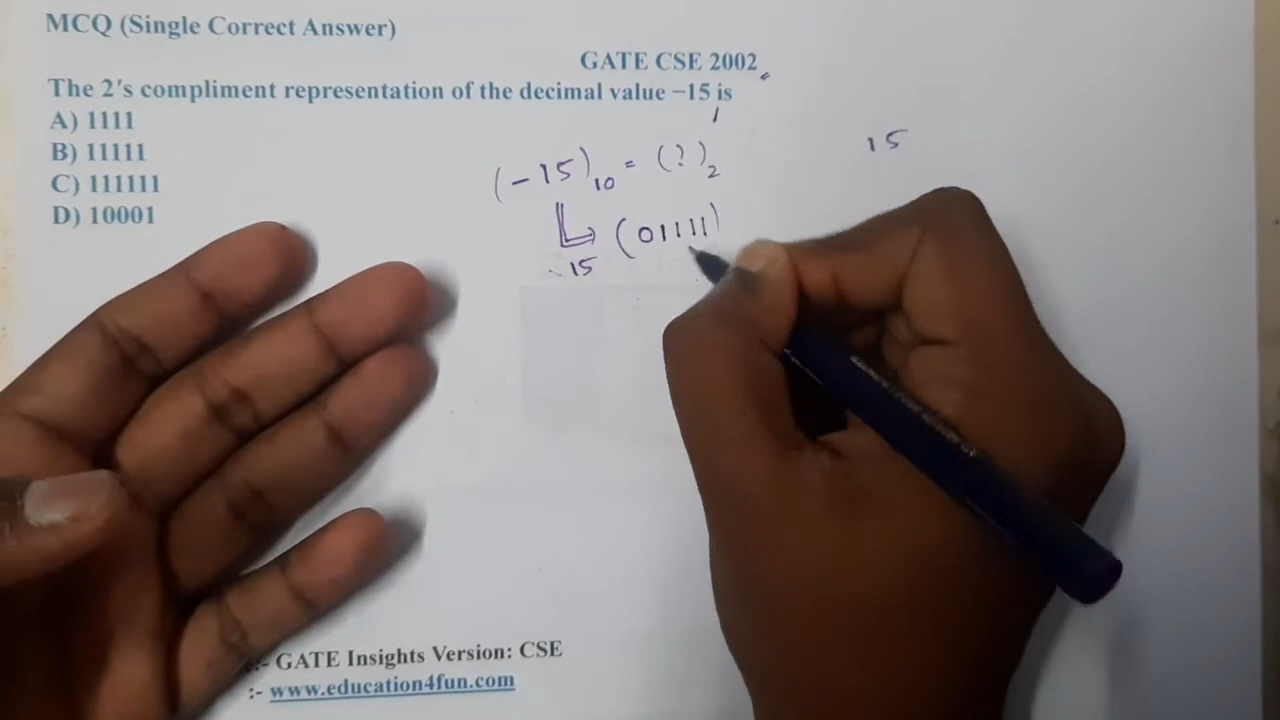 MCQ (Single Correct Answer)
GATE CSE 2002
The 2's compliment representation of the decimal value −15 is
A) 1111
B) 11111
C) 111111
D) 10001
15
(-15)10 = (?)2
(01111)
15
:- GATE Insights Version: CSE
:- www.education4fun.com